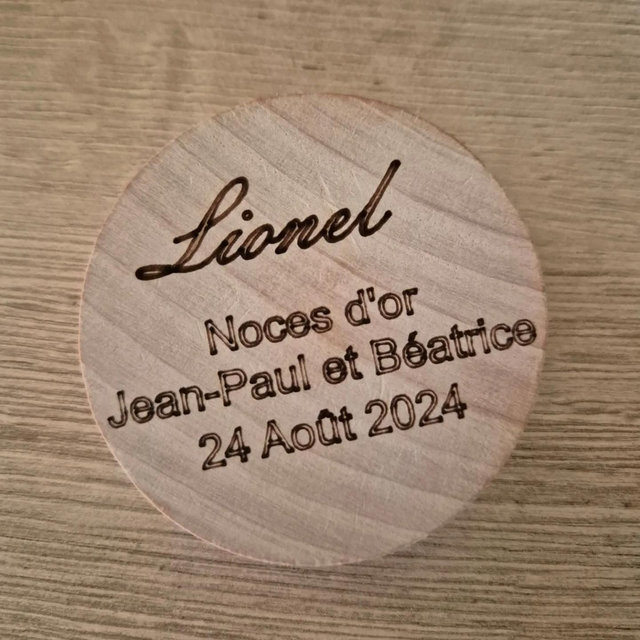 Lionel
Noces d'or
Jean-Paul et Béatrice
24 Août 2024